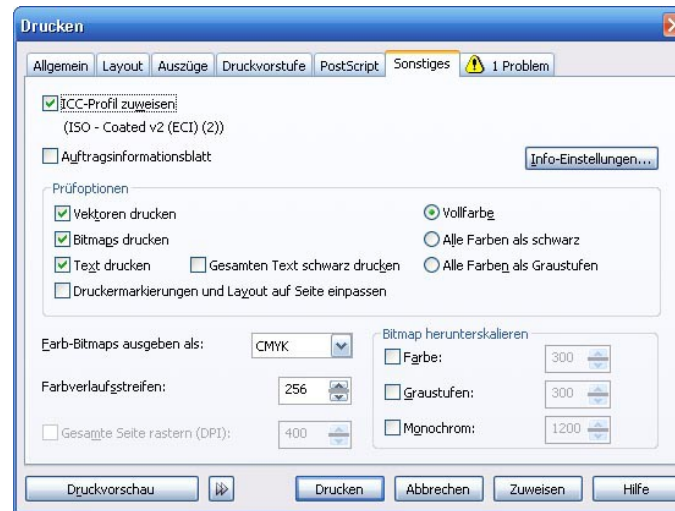 Drucken
Allgemein Layout Auszüge Druckvorstufe PostScript Sonstiges 1 Problem
ICC-Profil zuweisen
(ISO - Coated v2 (ECI) (2))
Auftragsinformationsblatt Info-Einstellungen...
Prüfoptionen
Vektoren drucken Vollfarbe
Bitmaps drucken Alle Farben als schwarz
Text drucken Gesamten Text schwarz drucken Alle Farben als Graustufen
Druckermarkierungen und Layout auf Seite einpassen
Farb-Bitmaps ausgeben als: CMYK Bitmap herunterskalieren
Farbe: 300
Farbverlaufsstreifen: 256 Graustufen: 300
Gesamte Seite rastern (DPI): 400 Monochrom: 1200
Druckvorschau Drucken Abbrechen Zuweisen Hilfe